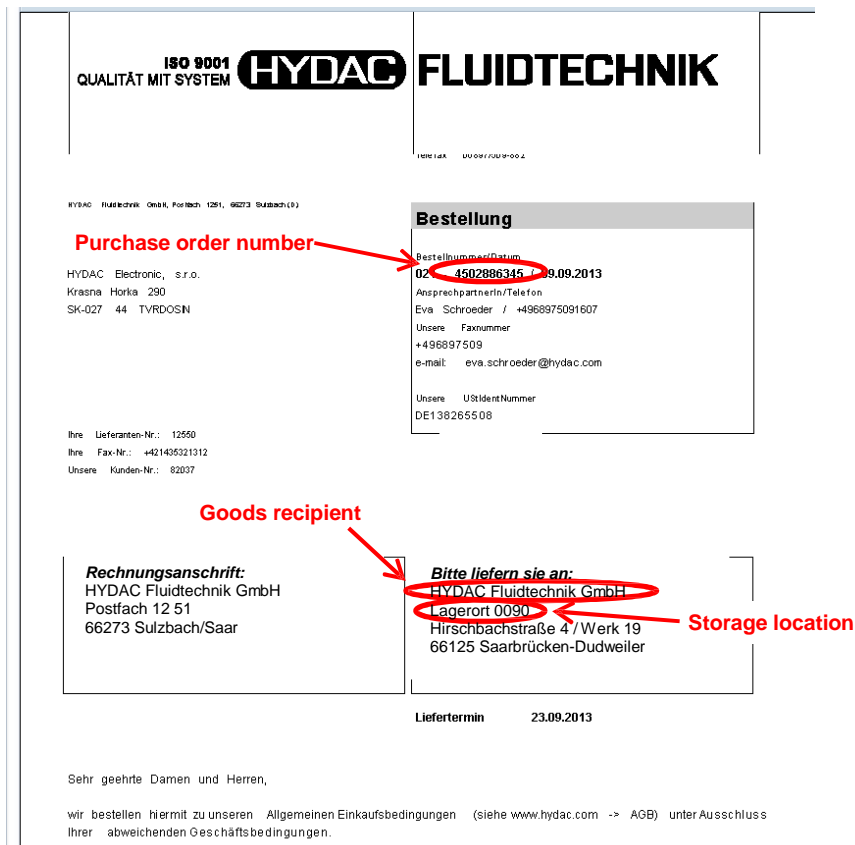 ISO 9001
QUALITÄT MIT SYSTEM
HYDAC FLUIDTECHNIK
HYDAC Fluidtechnik GmbH, Postfach 1251, 66273 Sulzbach (D)
Bestellung
Purchase order number
Bestellnummer/Datum
4502886345 / 09.09.2013
HYDAC Electronic, s.r.o.
Krasna Horka 290
SK-027 44 TVRDOSIN
AnsprechpartnerIn/Telefon
Eva Schroeder / +4968975091607
Unsere Faxnummer
+496897509
e-mail: eva.schroeder@hydac.com
Unsere UStIdentNummer
DE138265508
Ihre Lieferanten-Nr.: 12550
Ihre Fax-Nr.: +421435321312
Unsere Kunden-Nr.: 82037
Goods recipient
Rechnungsanschrift:
HYDAC Fluidtechnik GmbH
Postfach 12 51
66273 Sulzbach/Saar
Bitte liefern sie an:
HYDAC Fluidtechnik GmbH
Lagerort 0090
Hirschbachstraße 4 / Werk 19
66125 Saarbrücken-Dudweiler
Storage location
Liefertermin 23.09.2013
Sehr geehrte Damen und Herren,
wir bestellen hiermit zu unseren Allgemeinen Einkaufsbedingungen (siehe www.hydac.com -> AGB) unter Ausschluss
Ihrer abweichenden Geschäftsbedingungen.